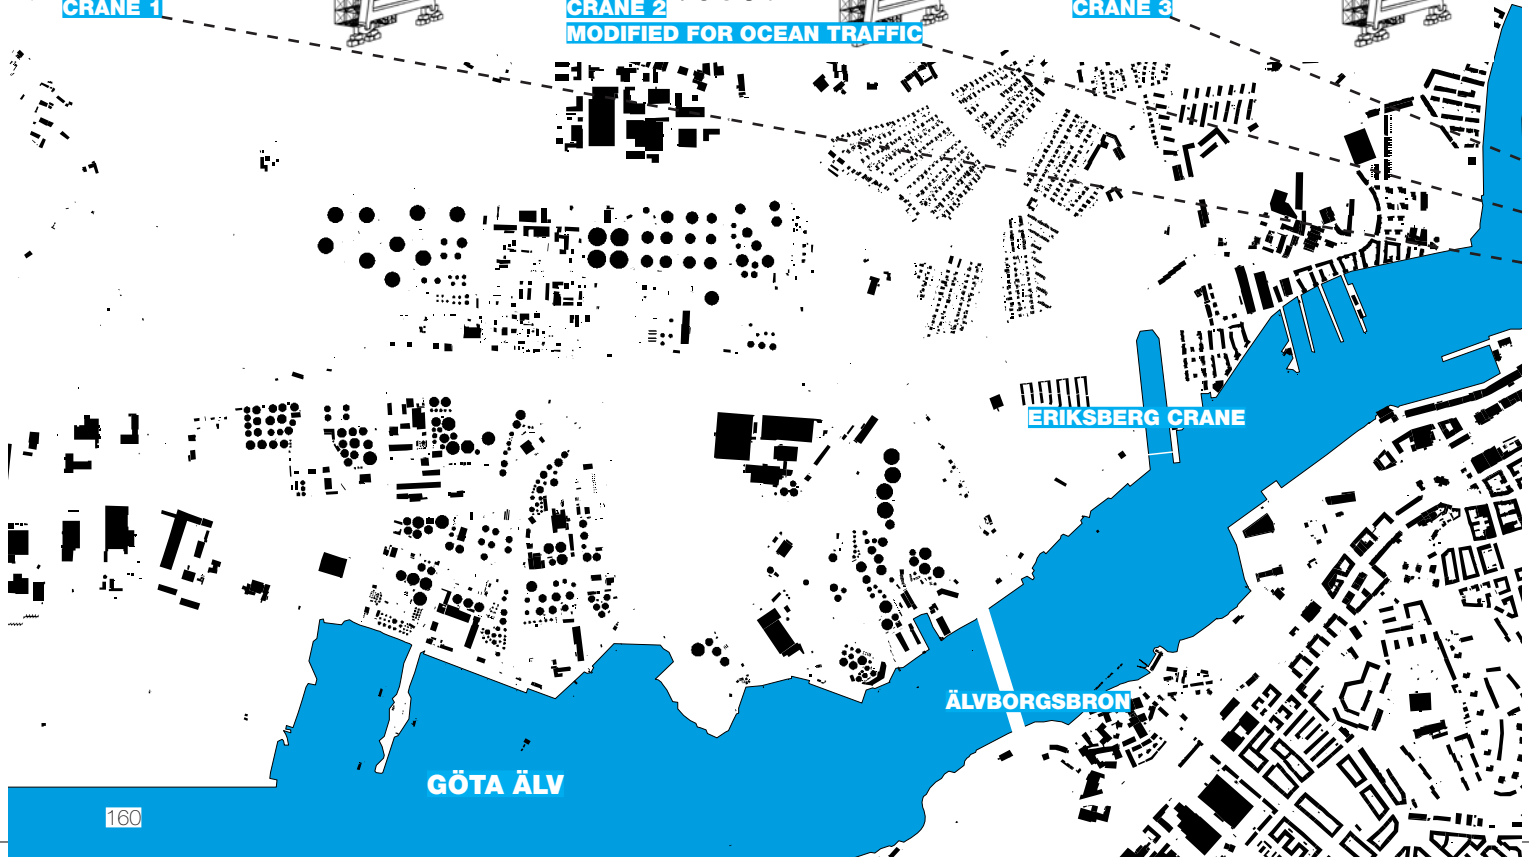 CRANE 1
CRANE 2
MODIFIED FOR OCEAN TRAFFIC
CRANE 3
ERIKSBERG CRANE
ÄLVBORGSBRON
GÖTA ÄLV
160